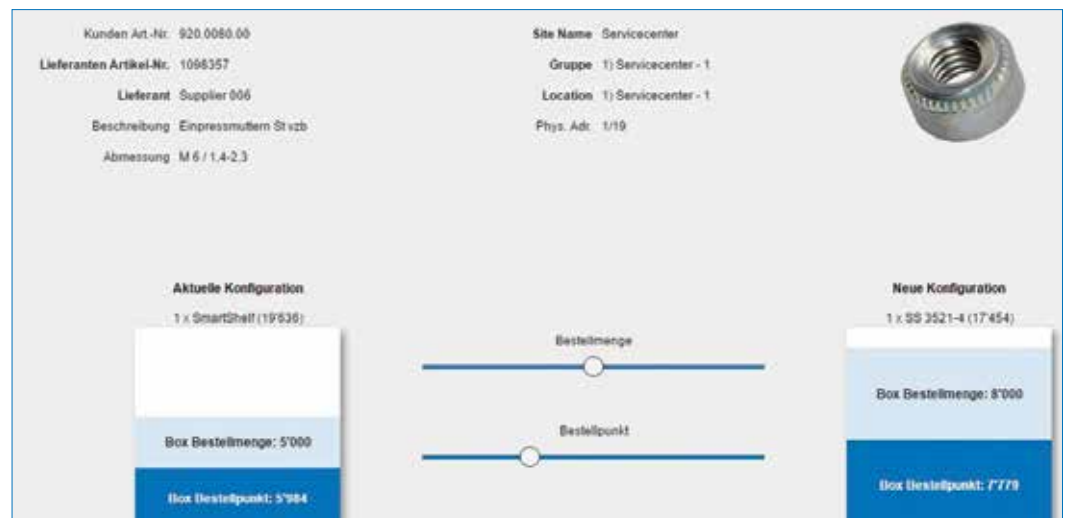 Kunden Art.-Nr. 920.0080.00
Lieferanten Artikel-Nr. 1098357
Lieferant Supplier 006
Beschreibung Einpressmuttern St vzb
Abmessung M 6 / 1.4-2.3
Site Name Servicecenter
Gruppe 1) Servicecenter - 1
Location 1) Servicecenter - 1
Phys. Adr. 1/19
Aktuelle Konfiguration
1 x SmartShelf (19'636)
Box Bestellmenge: 5'000
Box Bestellpunkt: 5'984
Bestellmenge
Bestellpunkt
Neue Konfiguration
1 x SS 3521-4 (17'454)
Box Bestellmenge: 8'000
Box Bestellpunkt: 7'779